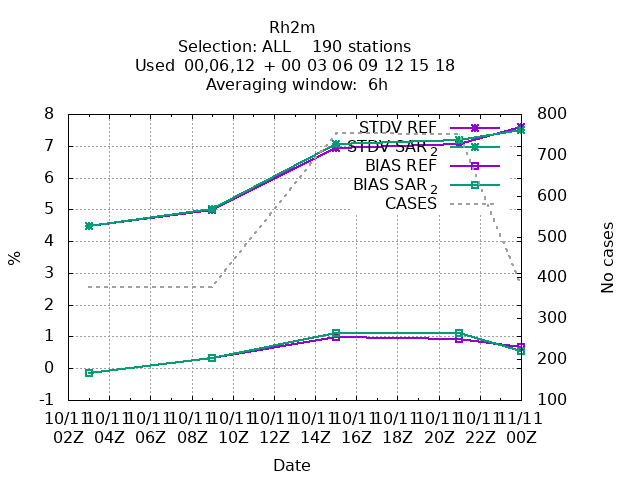 Rh2m
Selection: ALL    190 stations
Used  00,06,12  + 00 03 06 09 12 15 18
Averaging window:  6h
8
7
6
5
4
3
2
1
0
-1
%
800
700
600
500
400
300
200
100
No cases
STDV REF
STDV SAR 2
BIAS REF
BIAS SAR 2
CASES
10/11 10/11 10/11 10/11 10/11 10/11 10/11 10/11 10/11 10/11 10/11 11/11
02Z 04Z 06Z 08Z 10Z 12Z 14Z 16Z 18Z 20Z 22Z 00Z
Date